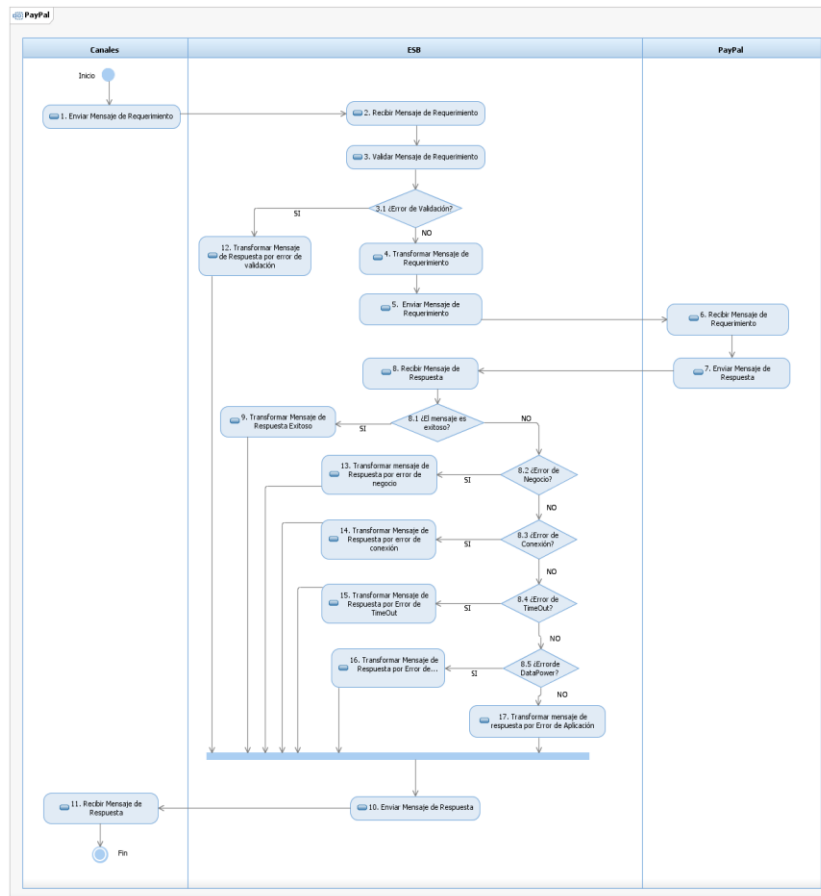 PayPal
Canales
ESB
PayPal
Inicio
1. Enviar Mensaje de Requerimiento
2. Recibir Mensaje de Requerimiento
3. Validar Mensaje de Requerimiento
3.1 ¿Error de Validación?
SI
NO
12. Transformar Mensaje
de Respuesta por error de
validación
4. Transformar Mensaje de
Requerimiento
5. Enviar Mensaje de
Requerimiento
6. Recibir Mensaje de
Requerimiento
7. Enviar Mensaje de
Respuesta
8. Recibir Mensaje de
Respuesta
8.1 ¿El mensaje es
exitoso?
SI
NO
9. Transformar Mensaje de
Respuesta Exitoso
8.2 ¿Error de
Negocio?
SI
NO
13. Transformar mensaje de
Respuesta por error de
negocio
8.3 ¿Error de
Conexión?
SI
NO
14. Transformar Mensaje de
Respuesta por error de
conexión
8.4 ¿Error de
TimeOut?
SI
NO
15. Transformar Mensaje de
Respuesta por Error de
TimeOut
8.5 ¿Errorde
DataPower?
SI
NO
16. Transformar Mensaje de
Respuesta por Error de...
17. Transformar mensaje de
respuesta por Error de Aplicación
10. Enviar Mensaje de Respuesta
11. Recibir Mensaje de
Respuesta
Fin